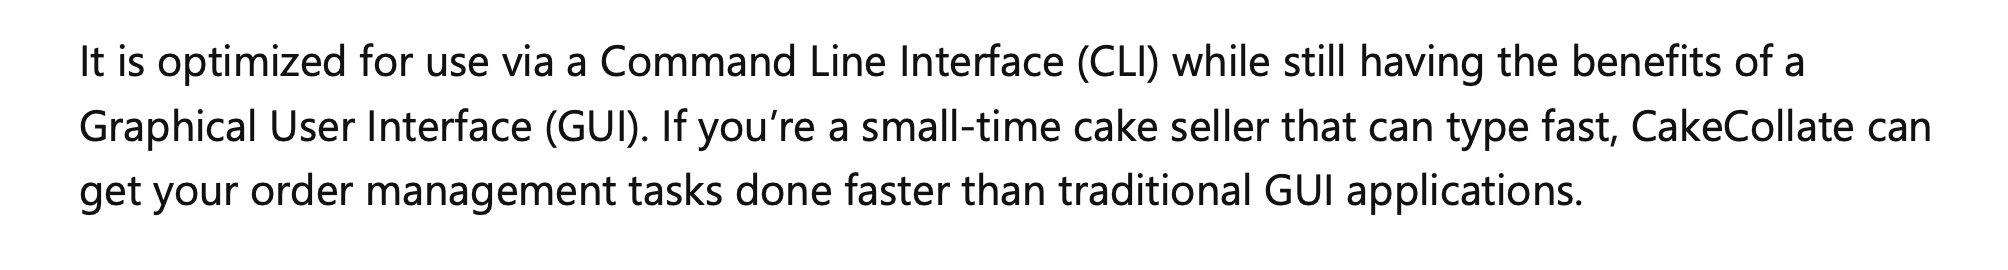 It is optimized for use via a Command Line Interface (CLI) while still having the benefits of a
Graphical User Interface (GUI). If you’re a small-time cake seller that can type fast, CakeCollate can
get your order management tasks done faster than traditional GUI applications.